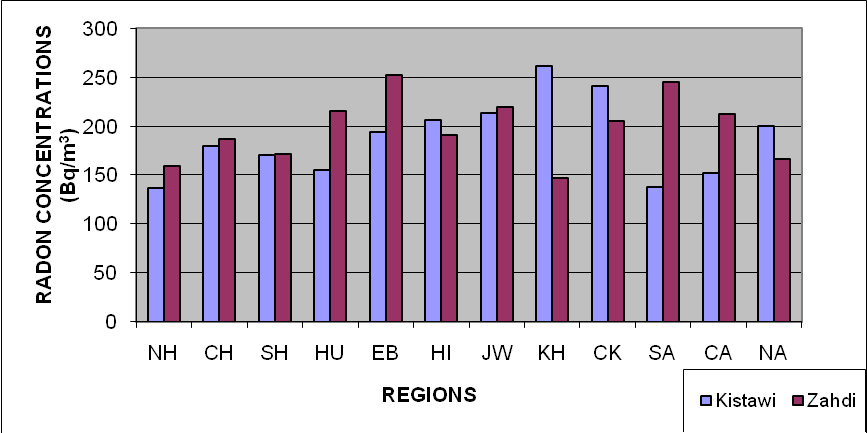 RADON CONCENTRATIONS
(Bq/m³)
300
250
200
150
100
50
0
NH CH SH HU EB HI JW KH CK SA CA NA
REGIONS
Kistawi Zahdi